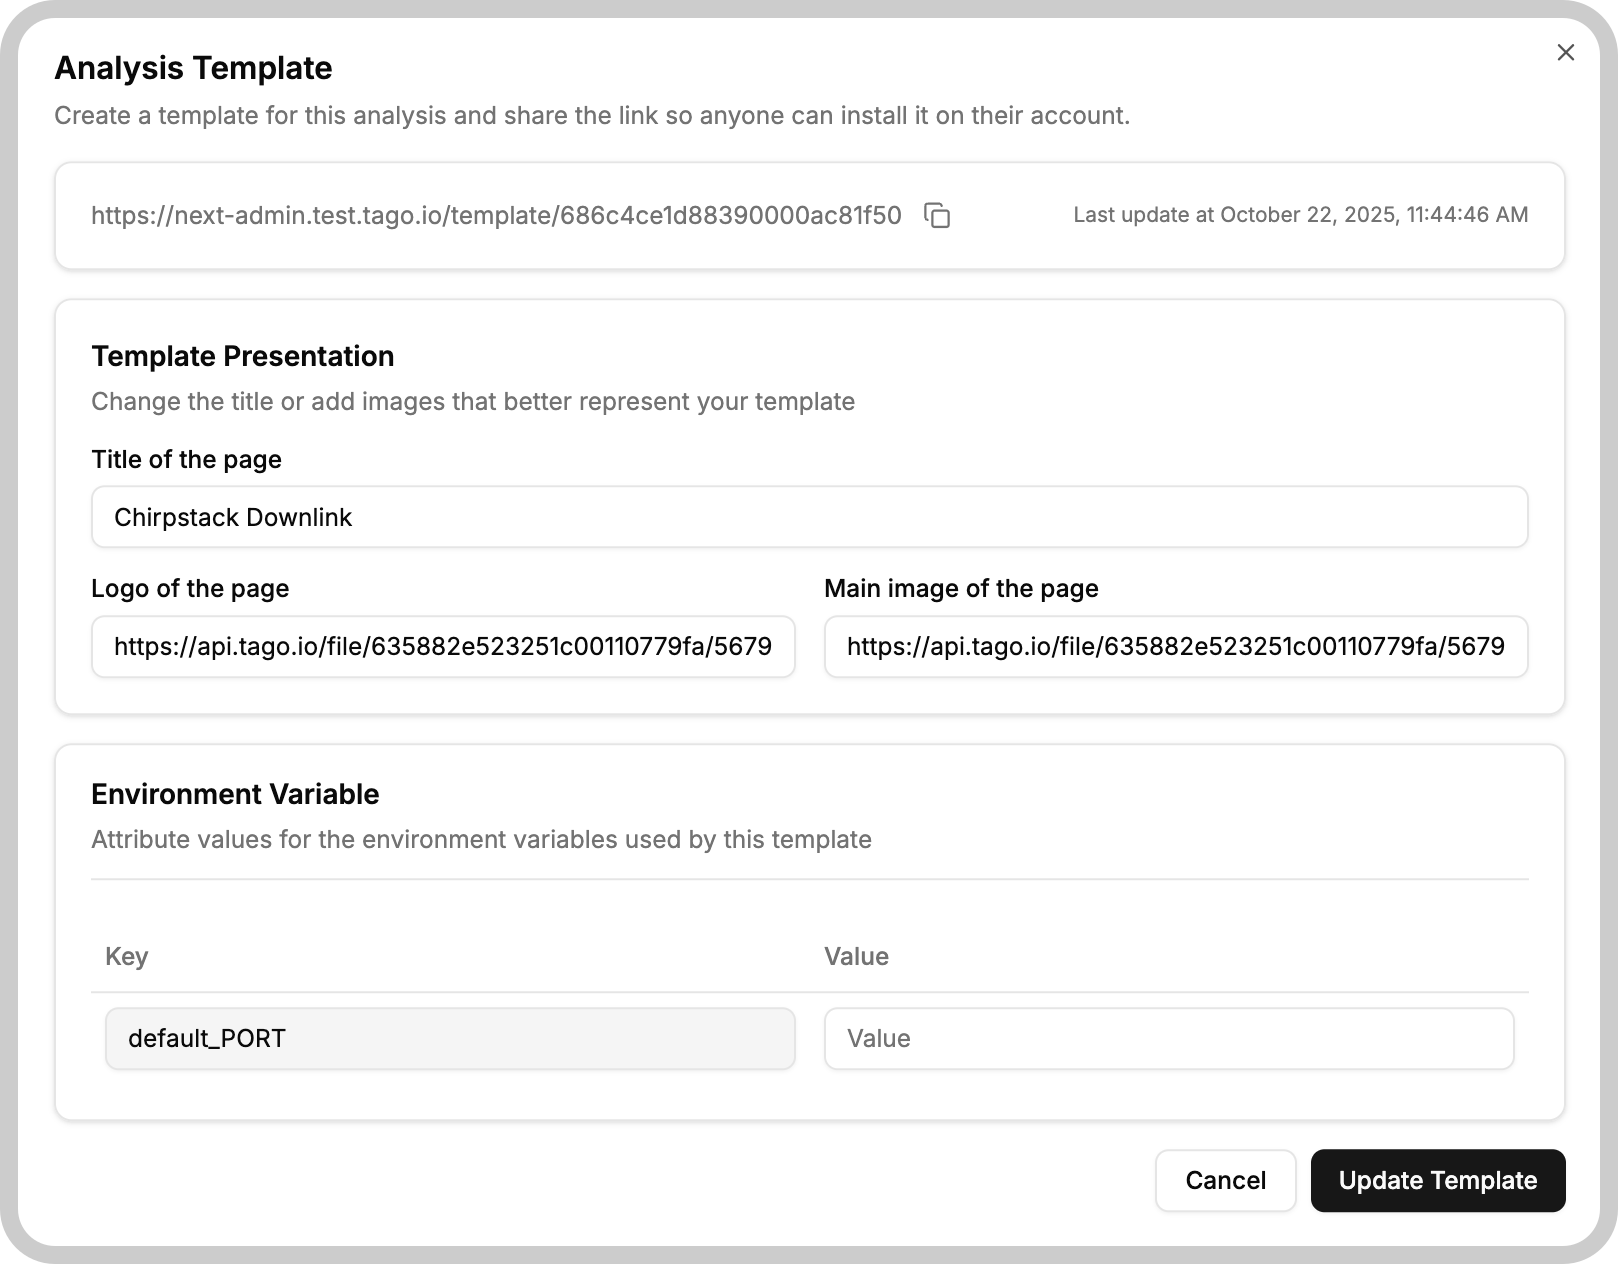 Analysis Template
Create a template for this analysis and share the link so anyone can install it on their account.
https://next-admin.test.tago.io/template/686c4ce1d88390000ac81f50
Last update at October 22, 2025, 11:44:46 AM
Template Presentation
Change the title or add images that better represent your template
Title of the page
Chirpstack Downlink
Logo of the page
Main image of the page
https://api.tago.io/file/635882e523251c00110779fa/5679
https://api.tago.io/file/635882e523251c00110779fa/5679
Environment Variable
Attribute values for the environment variables used by this template
Key
Value
default_PORT
Value
Cancel
Update Template